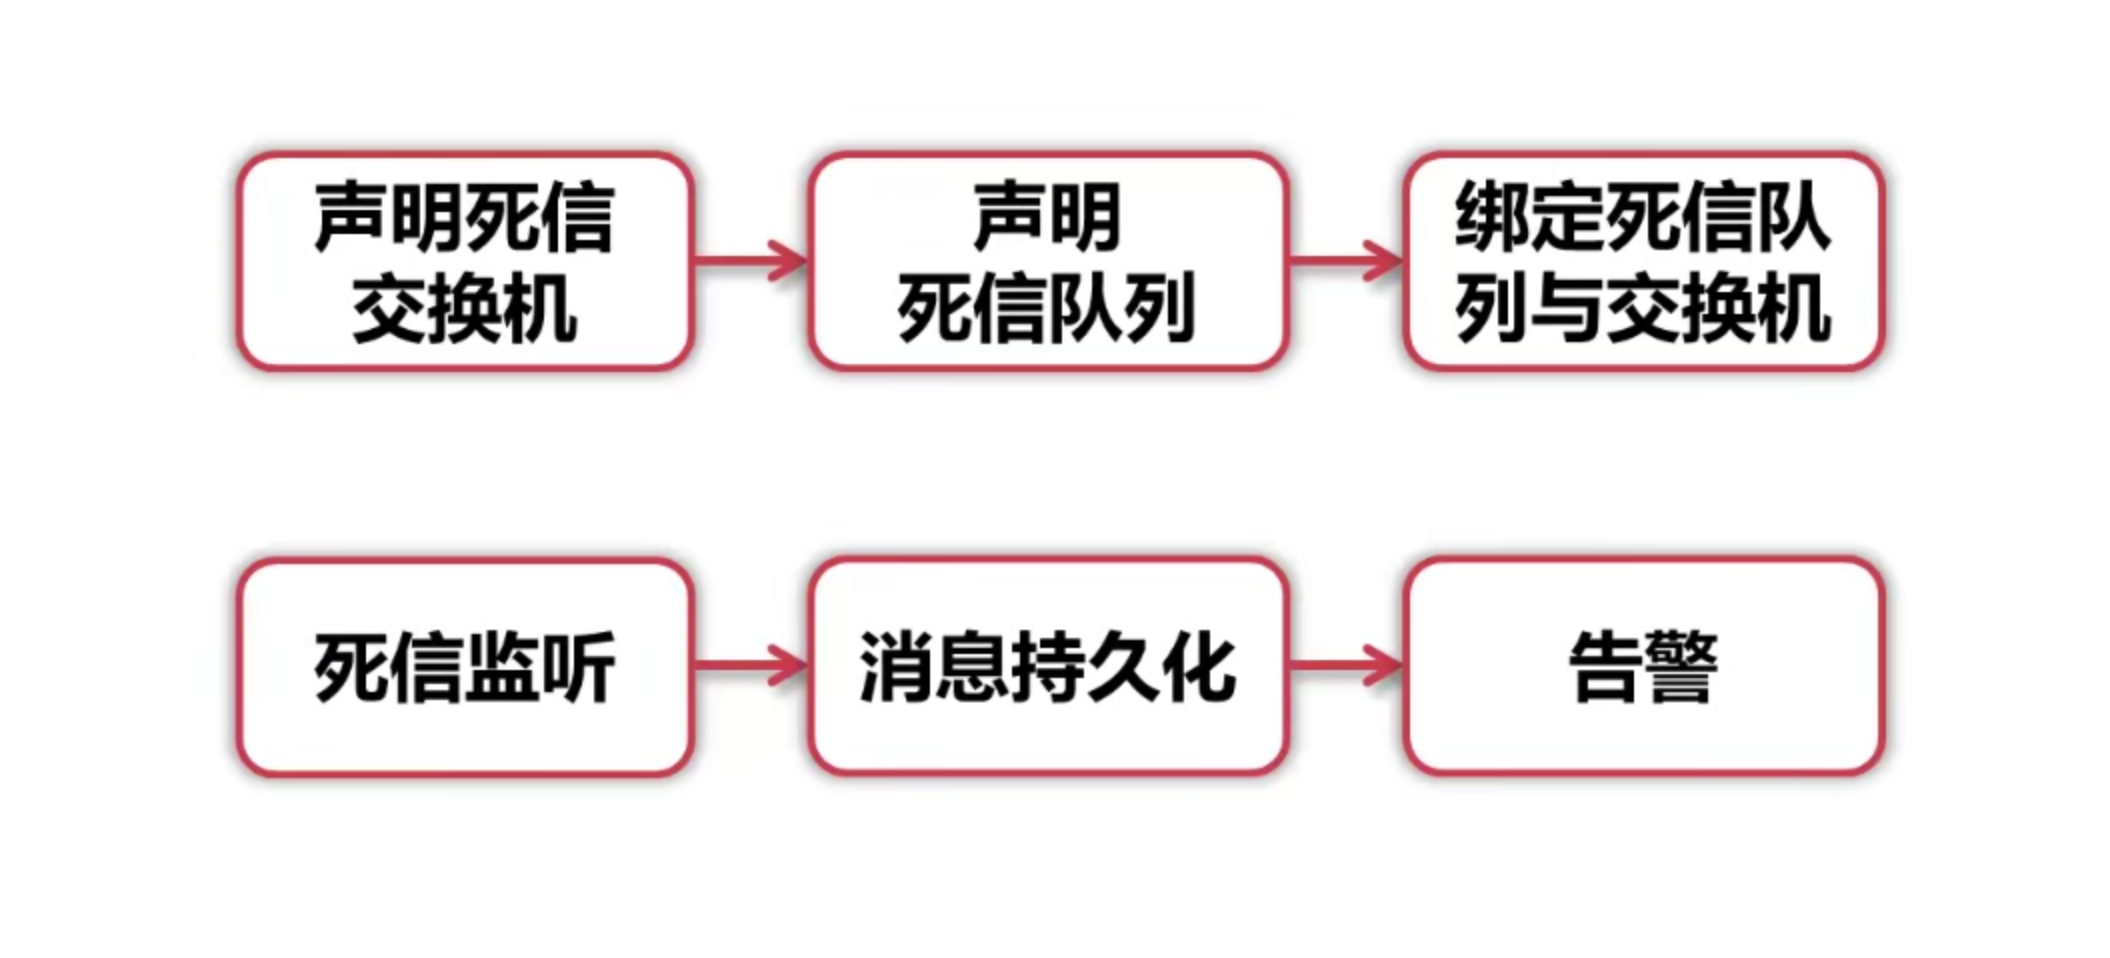 声明死信
交换机
声明
死信队列
绑定死信队
列与交换机
死信监听
消息持久化
告警